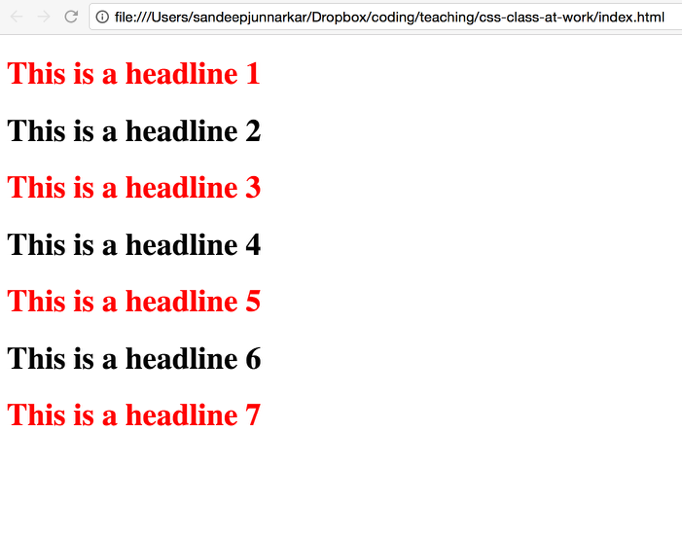 file:///Users/sandeepjunnarkar/Dropbox/coding/teaching/css-class-at-work/index.html
This is a headline 1
This is a headline 2
This is a headline 3
This is a headline 4
This is a headline 5
This is a headline 6
This is a headline 7